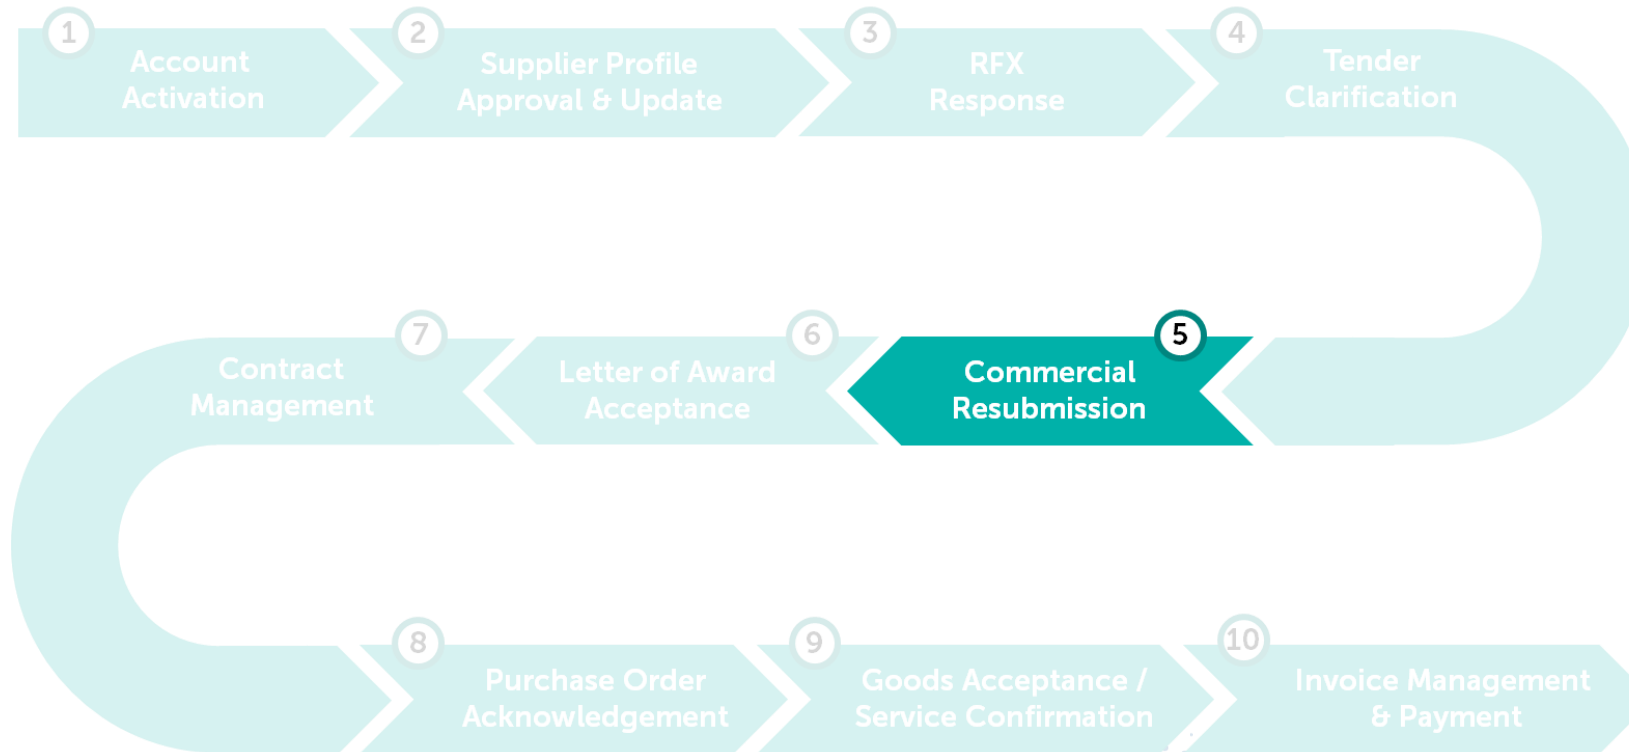 1
Account
Activation
2
Supplier Profile
Approval & Update
3
RFX
Response
4
Tender
Clarification
5
Commercial
Resubmission
6
Letter of Award
Acceptance
7
Contract
Management
8
Purchase Order
Acknowledgement
9
Goods Acceptance /
Service Confirmation
10
Invoice Management
& Payment